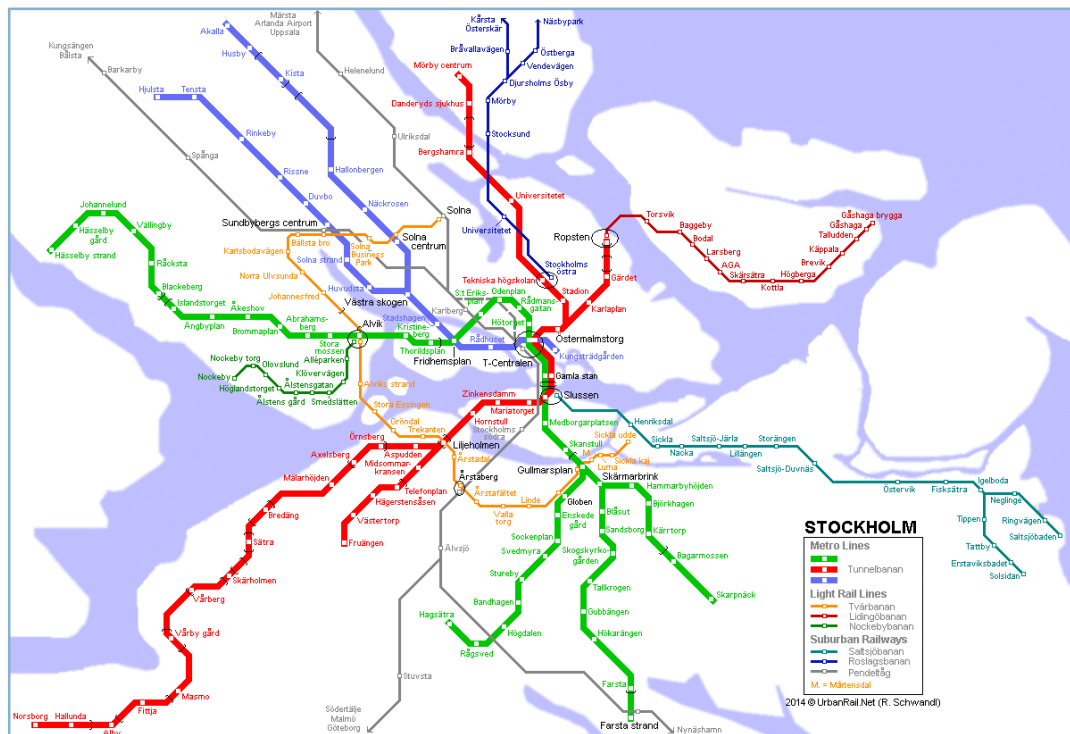 Kungsängen
Bålsta
Barkarby
Spånga
Märsta
Arlanda Airport
Uppsala
Helenelund
Ulriksdal
Akalla
Husby
Kista
Hallonbergen
Näckrosen
Hjulsta
Tensta
Rinkeby
Rissne
Duvbo
Sundbybergs centrum
Solna
Solna
centrum
Solna
Business
Park
Bällsta bro
Karlsbodavägen
Norra Ulvsunda
Johannesfred
Solna strand
Huvudsta
Västra skogen
Stadshagen
Karlberg
Mörby centrum
Danderyds sjukhus
Bergshamra
Universitetet
Kårsta
Österskär
Näsbypark
Bråvallavägen
Östberga
Vendevägen
Djursholms Ösby
Mörby
Stocksund
Universitetet
Stockholms
östra
Tekniska högskolan
Stadion
Ropsten
Gärdet
Karlaplan
Östermalmstorg
Torsvik
Baggeby
Bodal
Larsberg
AGA
Skärsätra
Kottla
Högberga
Brevik
Käppala
Talludden
Gåshaga
Gåshaga brygga
Johannelund
Hässelby
gård
Hässelby strand
Vällingby
Råcksta
Blackeberg
Islandstorget
Ängbyplan
Åkeshov
Brommaplan
Abrahams-
berg
Stora
mossen
Alvik
Kristine-
berg
Thorildsplan
Fridhemsplan
S:t Eriks-
plan
Odenplan
Rådmans-
gatan
Hötorget
Rådhuset
T-Centralen
Kungsträdgården
Gamla stan
Slussen
Nockeby torg
Nockeby
Olovslund
Höglandstorget
Ålstensgatan
Ålstens gård
Smedslätten
Klövervägen
Alléparken
Alviks strand
Stora Essingen
Gröndal
Trekanten
Zinkensdamm
Mariatorget
Hornstull
Stockholms
södra
Liljeholmen
Årstadal
Årstaberg
Årstafältet
Valla
torg
Linde
Gullmarsplan
M.
Luma
Sickla kaj
Sickla udde
Medborgarplatsen
Skanstull
Skärmarbrink
Henriksdal
Sickla
Nacka
Saltsjö-Järla
Lillängen
Storängen
Saltsjö-Duvnäs
Östervik
Fisksätra
Igelboda
Neglinge
Ringvägen
Saltsjöbaden
Tippen
Tattby
Erstaviksbadet
Solsidan
Örnsberg
Axelsberg
Mälarhöjden
Bredäng
Sätra
Skärholmen
Vårberg
Vårby gård
Masmo
Fittja
Alby
Hallunda
Norsborg
Aspudden
Midsommar-
kransen
Telefonplan
Hägerstensåsen
Västertorp
Fruängen
Älvsjö
Stuvsta
Södertälje
Malmö
Göteborg
Globen
Enskede
gård
Sockenplan
Svedmyra
Stureby
Bandhagen
Högdalen
Rågsved
Hagsätra
Blåsut
Sandsborg
Skogskyrko-
gården
Tallkrogen
Gubbängen
Hökarängen
Farsta
Farsta strand
Nynäshamn
Hammarbyhöjden
Björkhagen
Kärrtorp
Bagarmossen
Skarpnäck
STOCKHOLM
Metro Lines
Tunnelbanan
Light Rail Lines
Tvärbanan
Lidingöbanan
Nockebybanan
Suburban Railways
Saltsjöbanan
Roslagsbanan
Pendeltåg
M. = Mårtensdal
2014 © UrbanRail.Net (R. Schwandl)